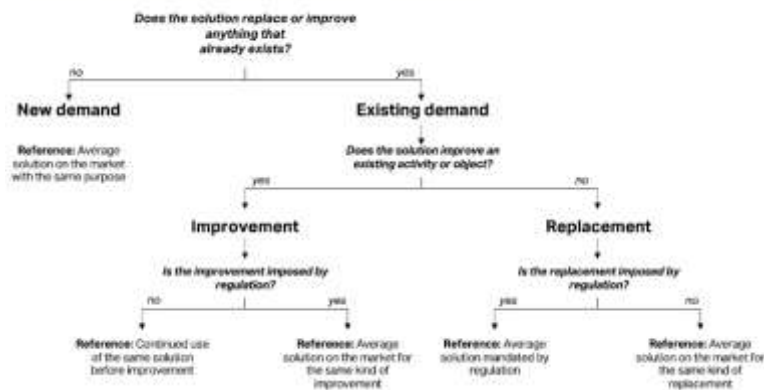 Does the solution replace or improve
anything that
already exists?
no
yes
New demand
Existing demand
Reference: Average
solution on the market
with the same purpose
Does the solution improve an
existing activity or object?
yes
no
Improvement
Replacement
Is the improvement imposed by
regulation?
Is the replacement imposed by
regulation?
no
yes
yes
no
Reference: Continued use
of the same solution
before improvement
Reference: Average
solution on the market for
the same kind of
improvement
Reference: Average
solution mandated by
regulation
Reference: Average
solution on the market for
the same kind of
replacement